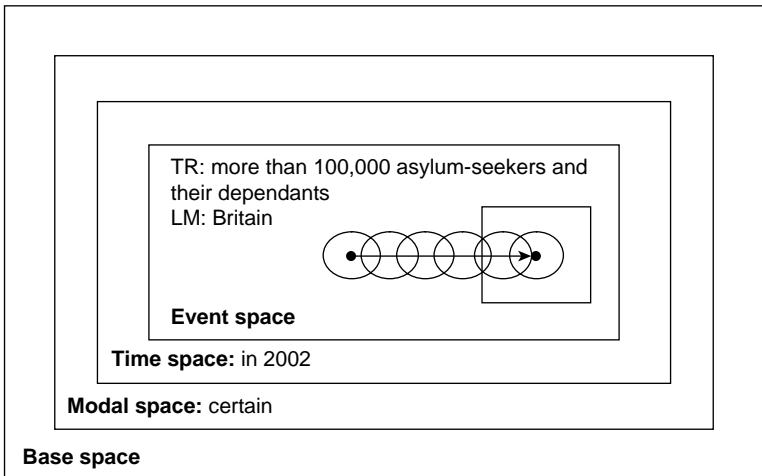 TR: more than 100,000 asylum-seekers and
their dependants
LM: Britain
Event space
Time space: in 2002
Modal space: certain
Base space